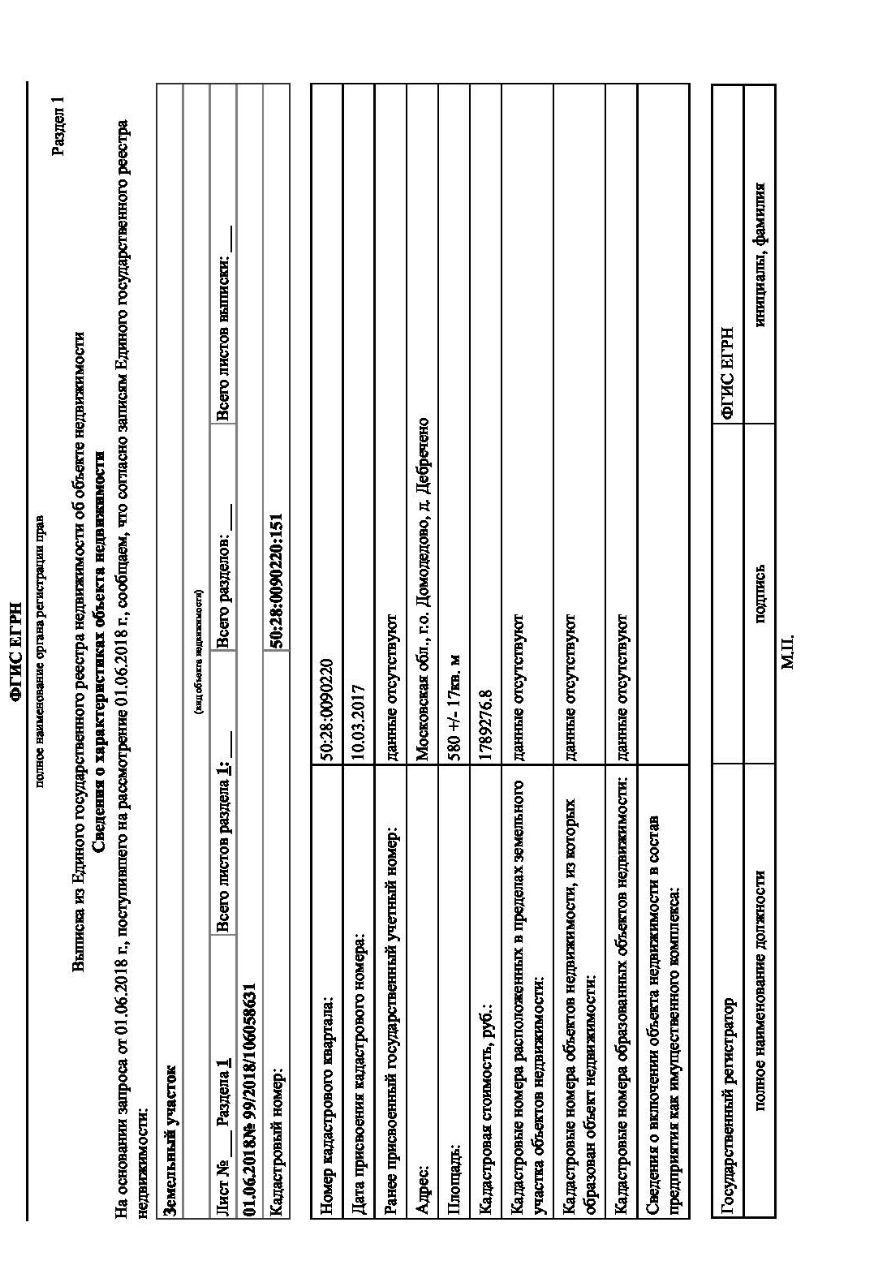 ФГИС ЕГРН
полное наименование органа регистрации прав
Раздел 1
Выписка из Единого государственного реестра недвижимости об объекте недвижимости
Сведения о характеристиках объекта недвижимости
На основании запроса от 01.06.2018 г., поступившего на рассмотрение 01.06.2018 г., сообщаем, что согласно записям Единого государственного реестра
недвижимости:
Земельный участок
(вид объекта недвижимости)
Лист № ___ Раздела 1 Всего листов раздела 1: ___ Всего разделов: ___ Всего листов выписки: ___
01.06.2018№ 99/2018/106058631
Кадастровый номер: 50:28:0090220:151
Номер кадастрового квартала: 50:28:0090220
Дата присвоения кадастрового номера: 10.03.2017
Ранее присвоенный государственный учетный номер: данные отсутствуют
Адрес: Московская обл., г.о. Домодедово, д. Дебречено
Площадь: 580 +/- 17кв. м
Кадастровая стоимость, руб.: 1789276.8
Кадастровые номера расположенных в пределах земельного данные отсутствуют
участка объектов недвижимости:
Кадастровые номера объектов недвижимости, из которых данные отсутствуют
образован объект недвижимости:
Кадастровые номера образованных объектов недвижимости: данные отсутствуют
Сведения о включении объекта недвижимости в состав
предприятия как имущественного комплекса:
Государственный регистратор ФГИС ЕГРН
полное наименование должности подпись инициалы, фамилия
М.П.